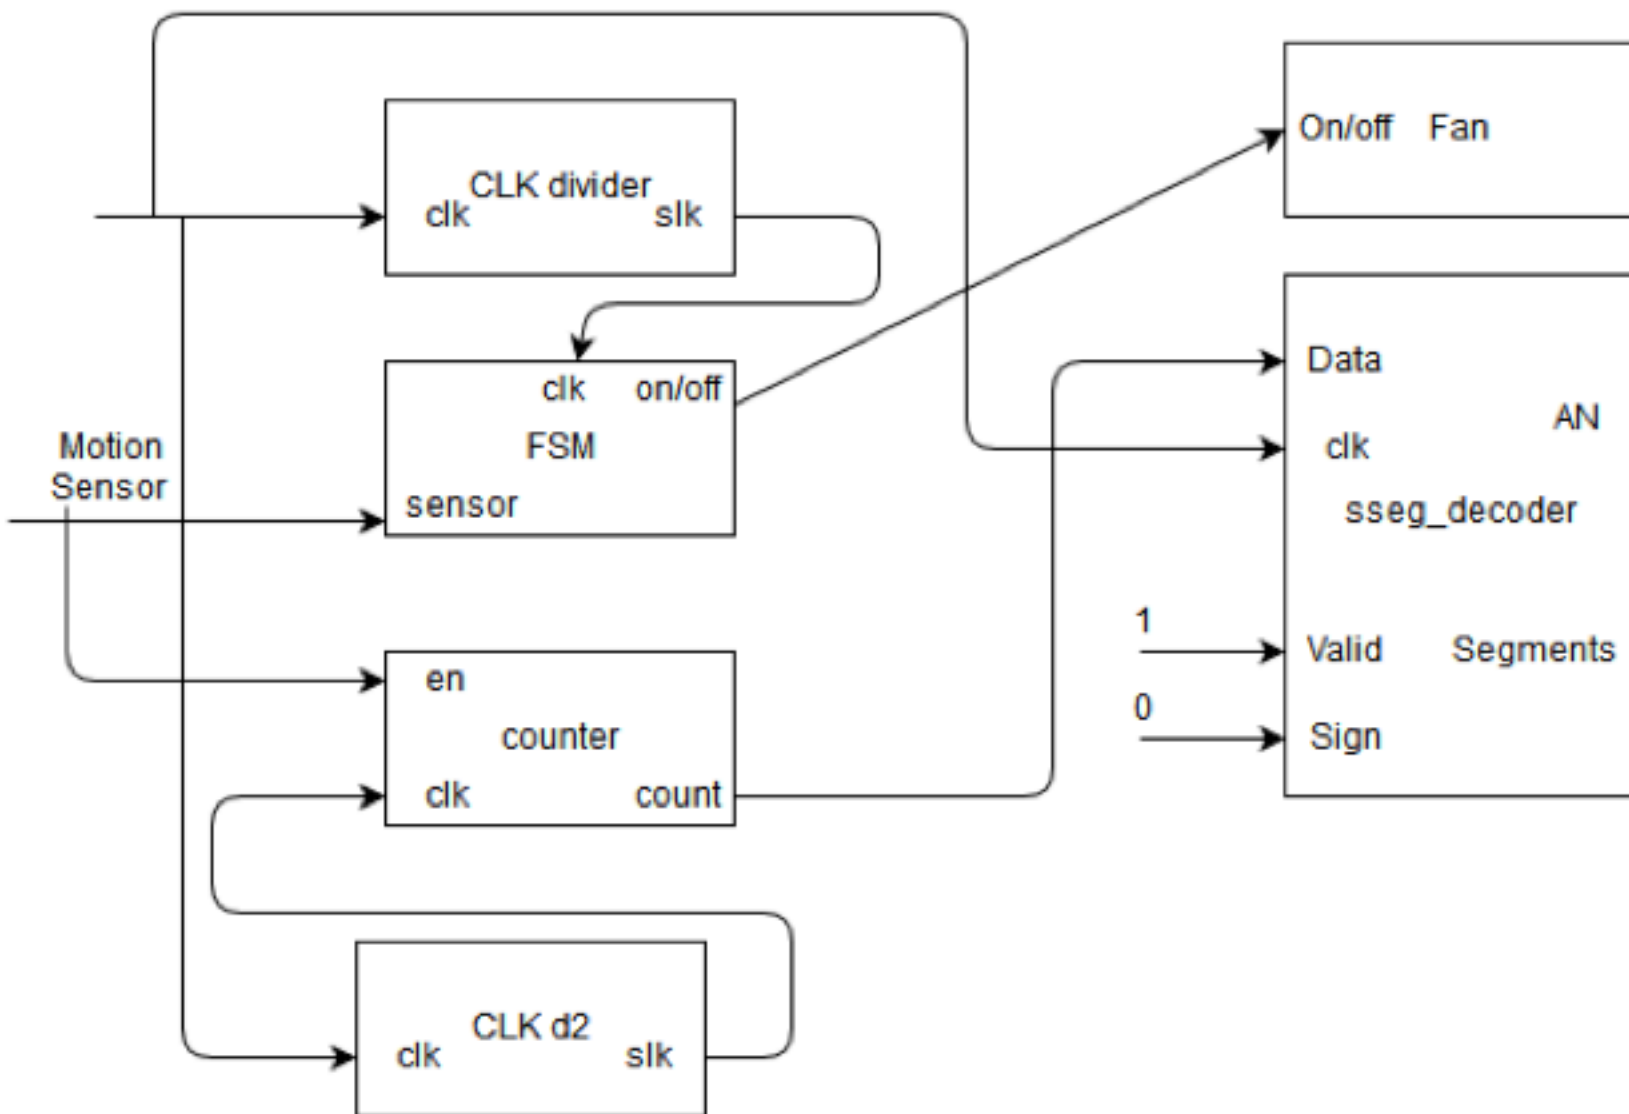 CLK divider
clk slk
On/off Fan
clk on/off
FSM
sensor
Motion
Sensor
Data
AN
clk
sseg_decoder
1
Valid Segments
0
Sign
en
counter
clk count
CLK d2
clk slk